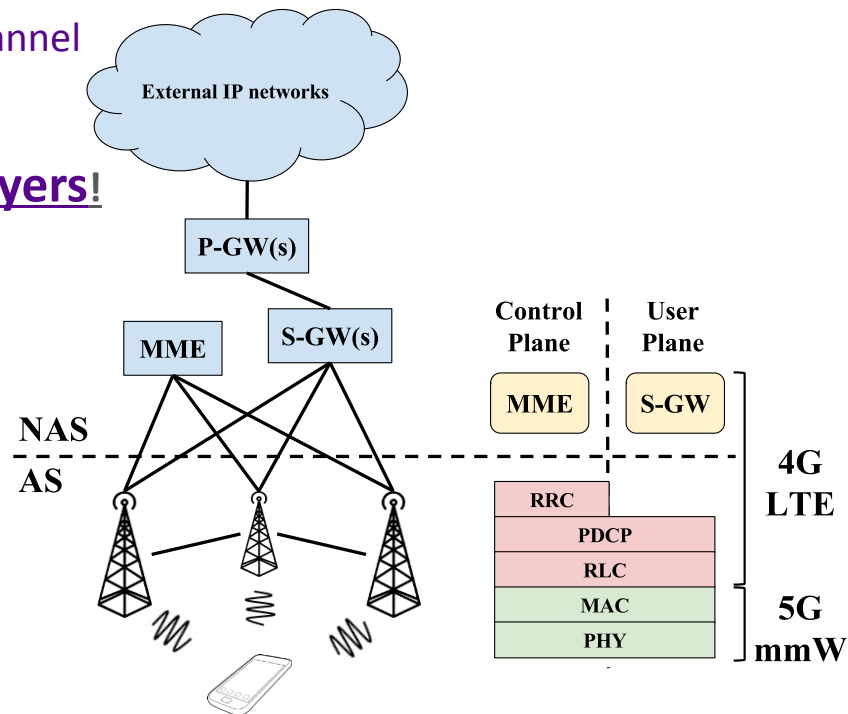 annel
External IP networks
yers!
P-GW(s)
MME
S-GW(s)
Control
Plane
User
Plane
MME
S-GW
NAS
AS
4G
LTE
RRC
PDCP
RLC
MAC
PHY
5G
mmW